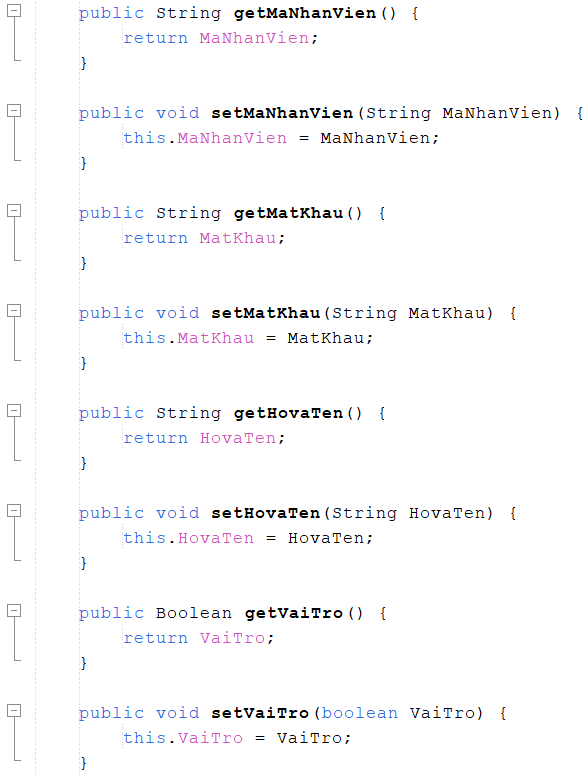 public String getMaNhanVien() {
return MaNhanVien;
}
public void setMaNhanVien(String MaNhanVien) {
this.MaNhanVien = MaNhanVien;
}
public String getMatKhau() {
return MatKhau;
}
public void setMatKhau(String MatKhau) {
this.MatKhau = MatKhau;
}
public String getHovaTen() {
return HovaTen;
}
public void setHovaTen(String HovaTen) {
this.HovaTen = HovaTen;
}
public Boolean getVaiTro() {
return VaiTro;
}
public void setVaiTro(boolean VaiTro) {
this.VaiTro = VaiTro;
}